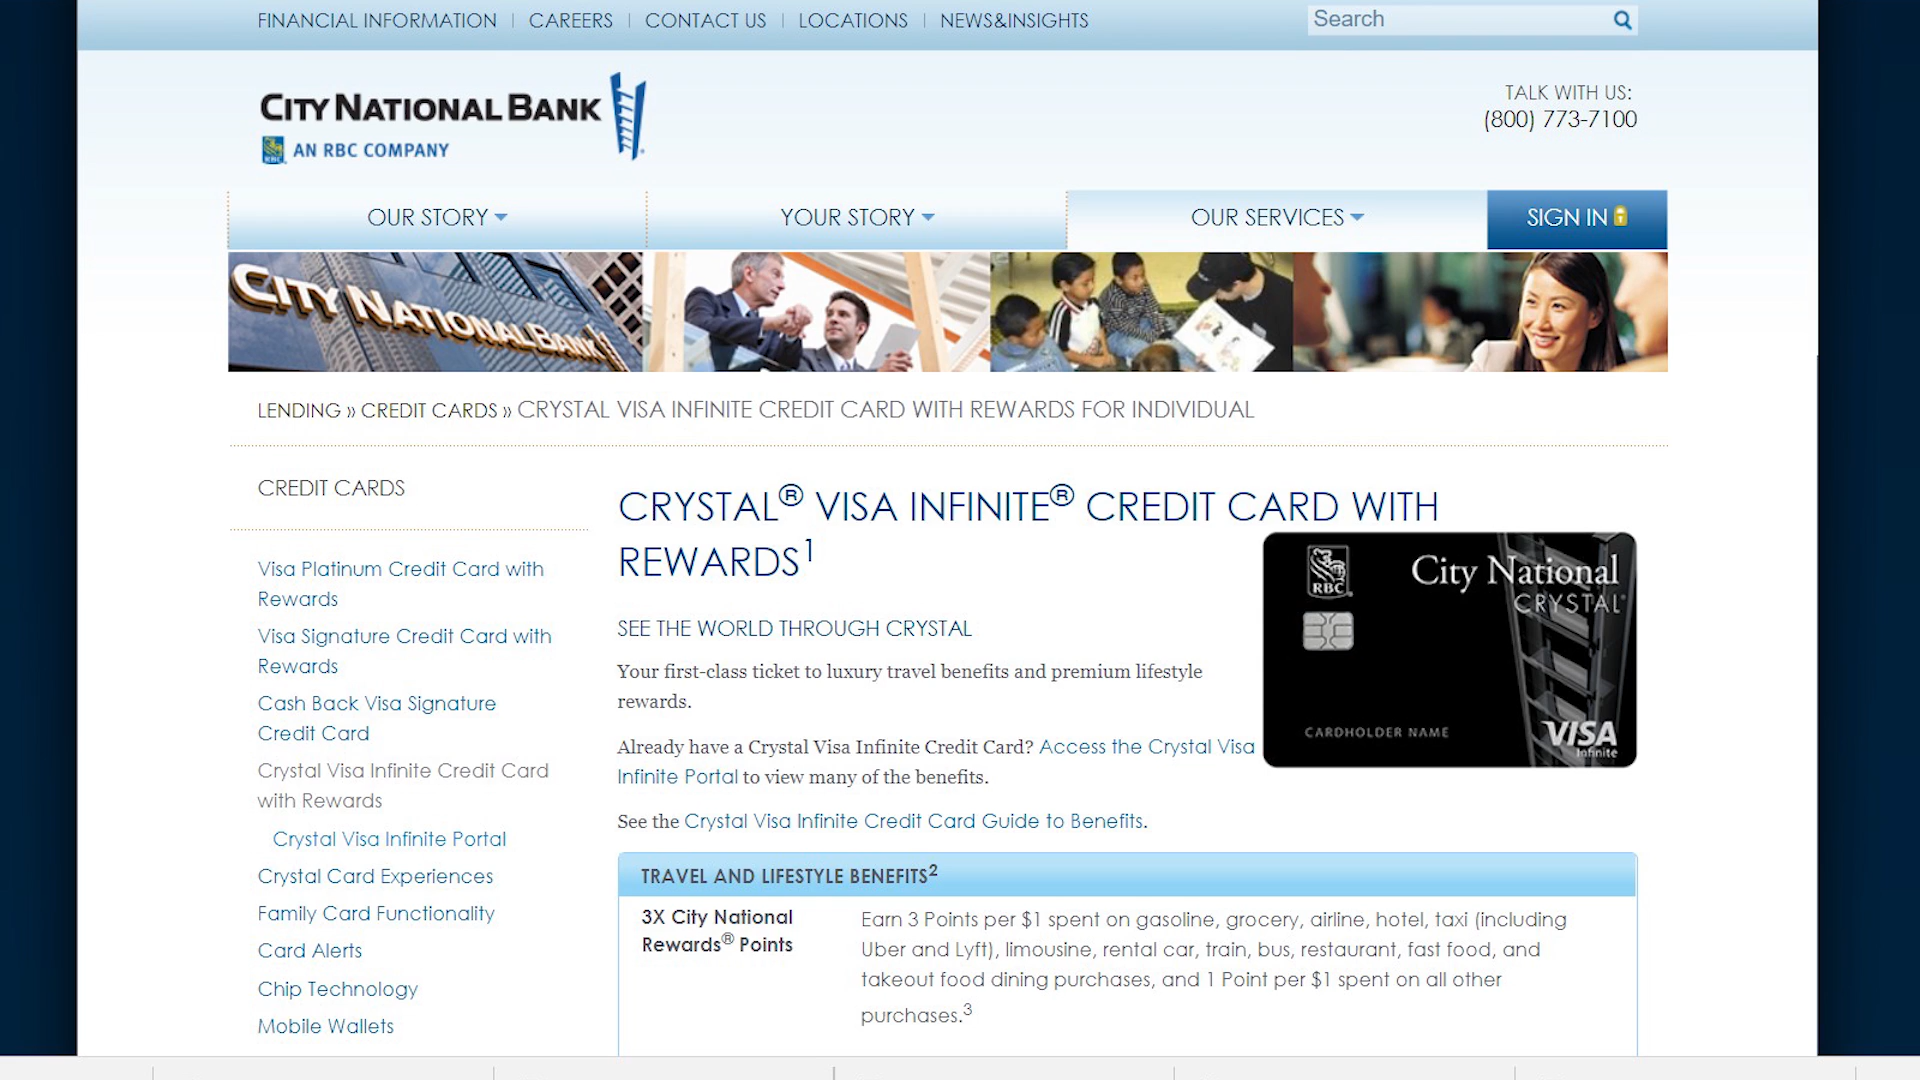 FINANCIAL INFORMATION | CAREERS | CONTACT US | LOCATIONS | NEWS&INSIGHTS
Search
CITY NATIONAL BANK
RBC AN RBC COMPANY
TALK WITH US:
(800) 773-7100
OUR STORY
YOUR STORY
OUR SERVICES
SIGN IN
CITY NATIONAL BANK
LENDING » CREDIT CARDS » CRYSTAL VISA INFINITE CREDIT CARD WITH REWARDS FOR INDIVIDUAL
CREDIT CARDS
Visa Platinum Credit Card with
Rewards
Visa Signature Credit Card with
Rewards
Cash Back Visa Signature
Credit Card
Crystal Visa Infinite Credit Card
with Rewards
Crystal Visa Infinite Portal
Crystal Card Experiences
Family Card Functionality
Card Alerts
Chip Technology
Mobile Wallets
CRYSTAL® VISA INFINITE® CREDIT CARD WITH
REWARDS1
SEE THE WORLD THROUGH CRYSTAL
Your first-class ticket to luxury travel benefits and premium lifestyle
rewards.
Already have a Crystal Visa Infinite Credit Card? Access the Crystal Visa
Infinite Portal to view many of the benefits.
See the Crystal Visa Infinite Credit Card Guide to Benefits.
RBC
City National
CRYSTAL
CARDHOLDER NAME
VISA
Infinite
TRAVEL AND LIFESTYLE BENEFITS2
3X City National
Rewards® Points
Earn 3 Points per $1 spent on gasoline, grocery, airline, hotel, taxi (including
Uber and Lyft), limousine, rental car, train, bus, restaurant, fast food, and
takeout food dining purchases, and 1 Point per $1 spent on all other
purchases.3